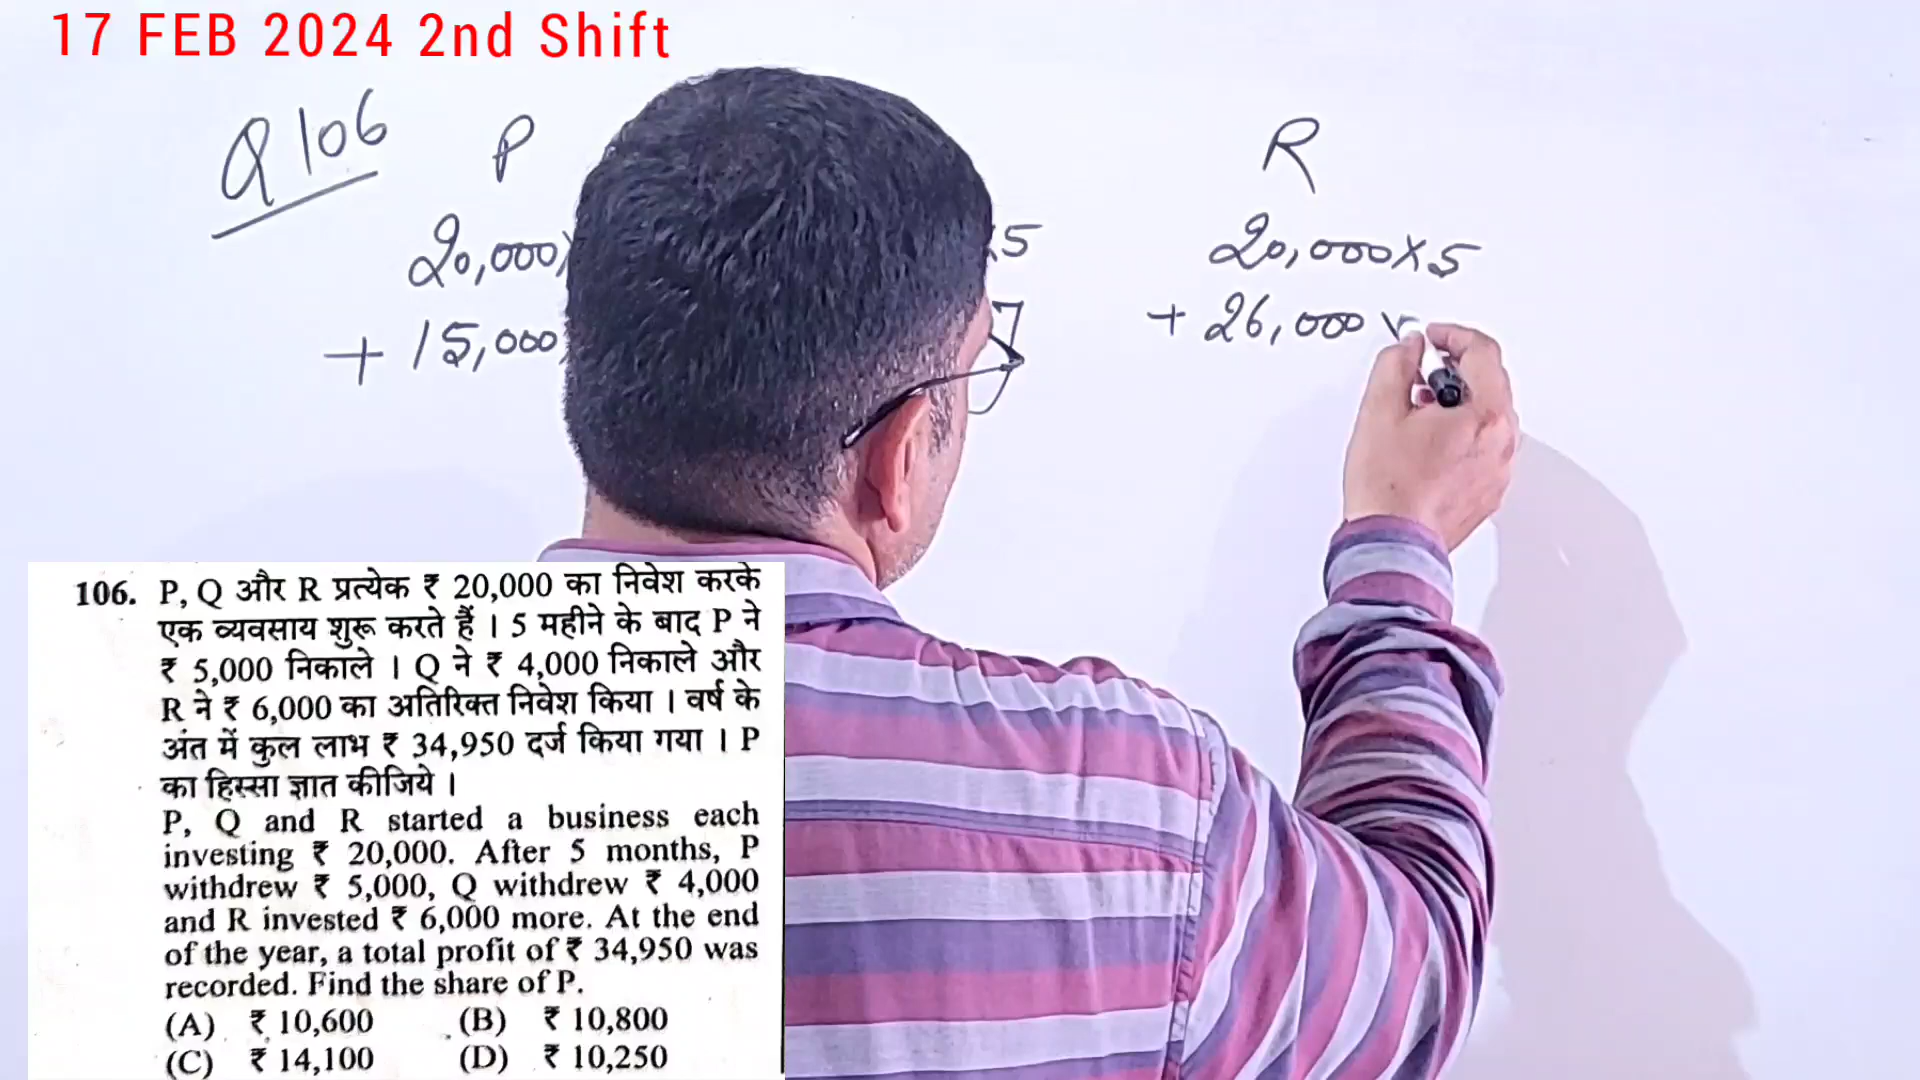 17 FEB 2024 2nd Shift
Q 106
P
R
20,000
x5
20,000x5
+ 15,000
+ 26,000 x
106. P, Q और R प्रत्येक ₹ 20,000 का निवेश करके
एक व्यवसाय शुरू करते हैं । 5 महीने के बाद P ने
₹ 5,000 निकाले । Q ने ₹ 4,000 निकाले और
R ने ₹ 6,000 का अतिरिक्त निवेश किया । वर्ष के
अंत में कुल लाभ ₹ 34,950 दर्ज किया गया । P
का हिस्सा ज्ञात कीजिये ।
P, Q and R started a business each
investing ₹ 20,000. After 5 months, P
withdrew ₹ 5,000, Q withdrew ₹ 4,000
and R invested ₹ 6,000 more. At the end
of the year, a total profit of ₹ 34,950 was
recorded. Find the share of P.
(A) ₹ 10,600 (B) ₹ 10,800
(C) ₹ 14,100 (D) ₹ 10,250